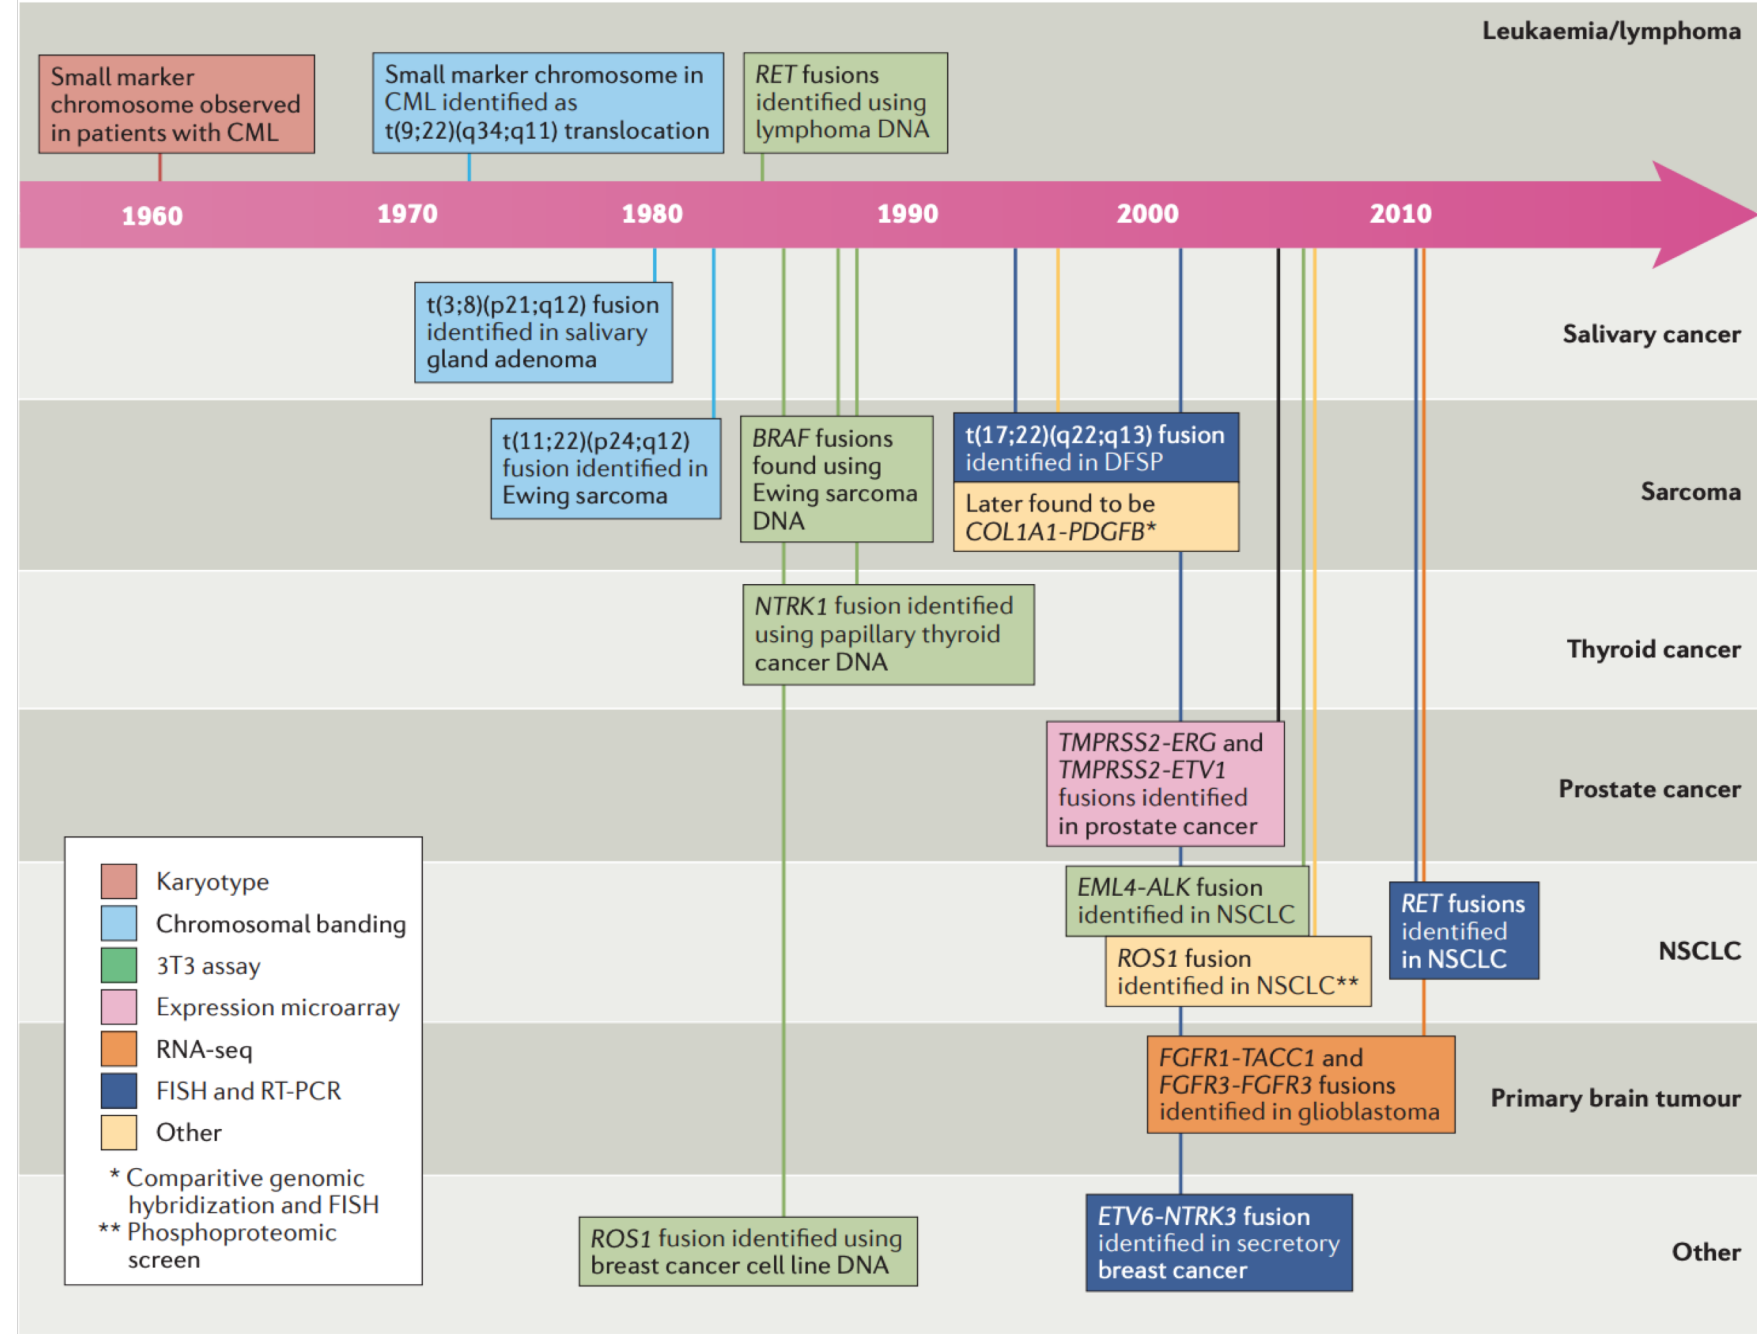 Leukaemia/lymphoma
Small marker
chromosome observed
in patients with CML
Small marker chromosome in
CML identified as
t(9;22)(q34;q11) translocation
RET fusions
identified using
lymphoma DNA
1960
1970
1980
1990
2000
2010
t(3;8)(p21;q12) fusion
identified in salivary
gland adenoma
Salivary cancer
t(11;22)(p24;q12)
fusion identified in
Ewing sarcoma
BRAF fusions
found using
Ewing sarcoma
DNA
t(17;22)(q22;q13) fusion
identified in DFSP
Later found to be
COL1A1-PDGFB*
Sarcoma
NTRK1 fusion identified
using papillary thyroid
cancer DNA
Thyroid cancer
TMPRSS2-ERG and
TMPRSS2-ETV1
fusions identified
in prostate cancer
Prostate cancer
EML4-ALK fusion
identified in NSCLC
ROS1 fusion
identified in NSCLC**
RET fusions
identified
in NSCLC
NSCLC
FGFR1-TACC1 and
FGFR3-FGFR3 fusions
identified in glioblastoma
Primary brain tumour
ROS1 fusion identified using
breast cancer cell line DNA
ETV6-NTRK3 fusion
identified in secretory
breast cancer
Other
Karyotype
Chromosomal banding
3T3 assay
Expression microarray
RNA-seq
FISH and RT-PCR
Other
* Comparitive genomic
hybridization and FISH
** Phosphoproteomic
screen